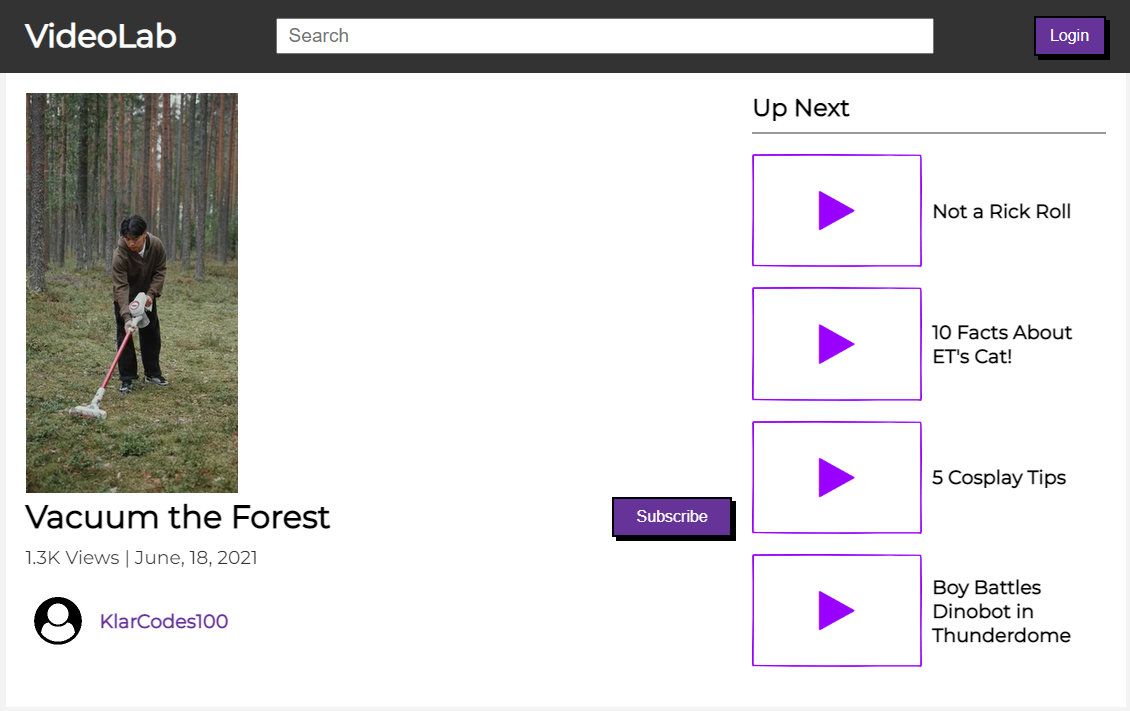 VideoLab
Search
Login
Up Next
Not a Rick Roll
10 Facts About
ET's Cat!
5 Cosplay Tips
Boy Battles
Dinobot in
Thunderdome
Vacuum the Forest
Subscribe
1.3K Views | June, 18, 2021
KlarCodes100